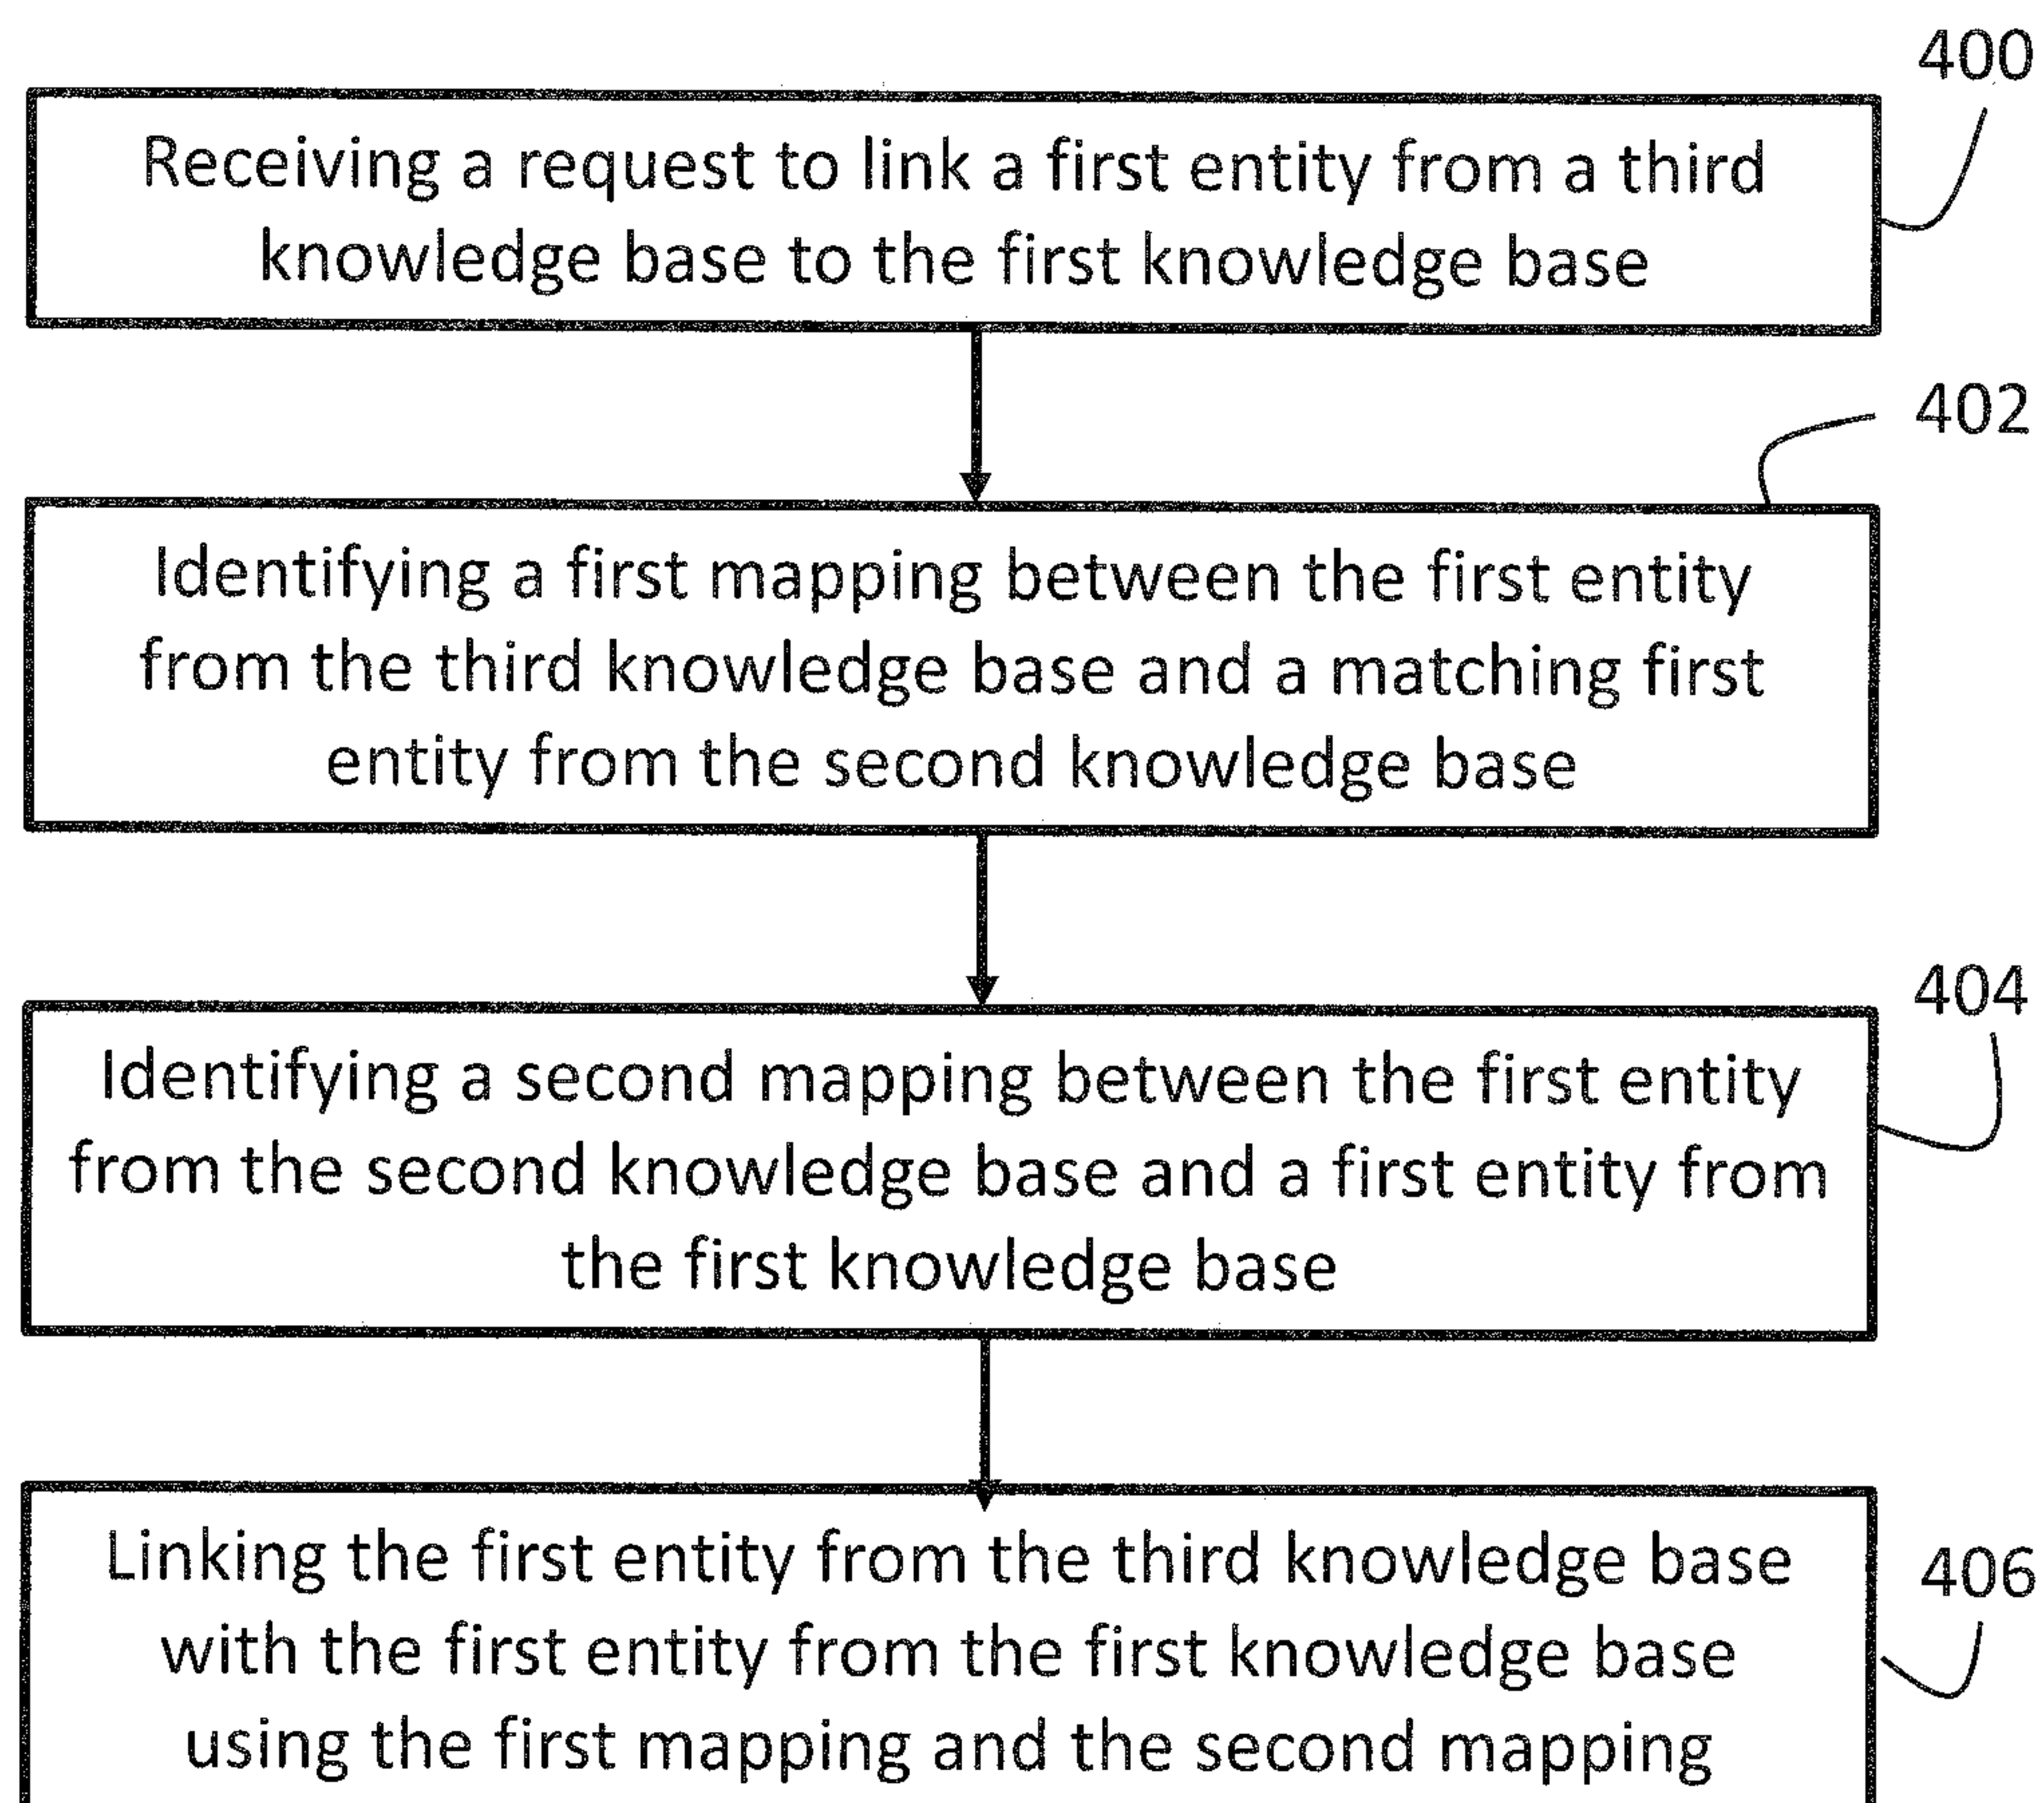 400
Receiving a request to link a first entity from a third
knowledge base to the first knowledge base
402
Identifying a first mapping between the first entity
from the third knowledge base and a matching first
entity from the second knowledge base
404
Identifying a second mapping between the first entity
from the second knowledge base and a first entity from
the first knowledge base
406
Linking the first entity from the third knowledge base
with the first entity from the first knowledge base
using the first mapping and the second mapping